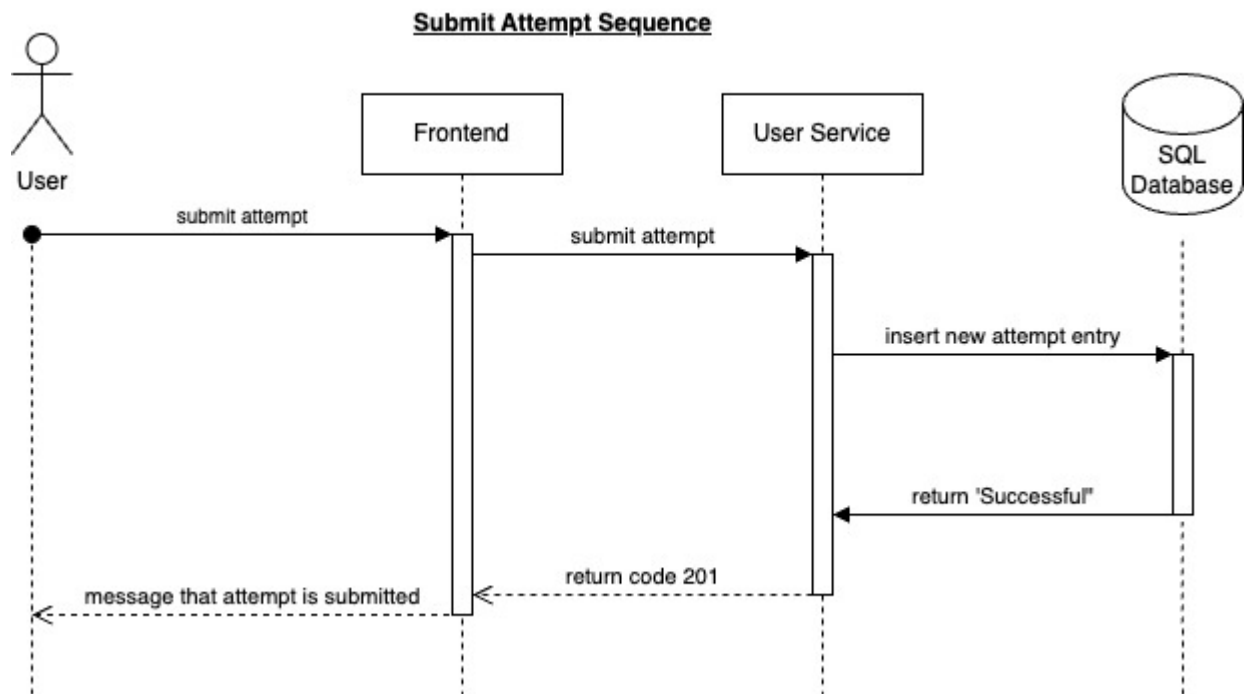 Submit Attempt Sequence
User
Frontend
User Service
SQL
Database
submit attempt
submit attempt
insert new attempt entry
return 'Successful"
return code 201
message that attempt is submitted